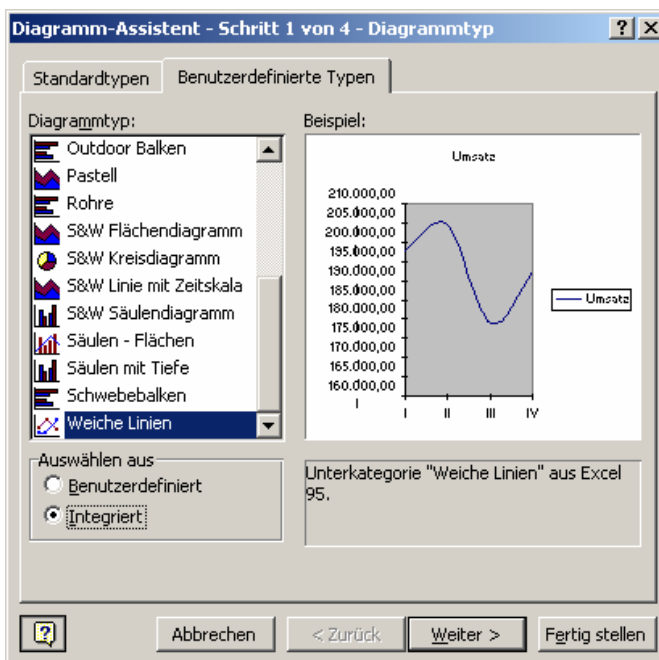 Diagramm-Assistent - Schritt 1 von 4 - Diagrammtyp
Standardtypen
Benutzerdefinierte Typen
Diagrammtyp:
Outdoor Balken
Pastell
Rohre
S&W Flächendiagramm
S&W Kreisdiagramm
S&W Linie mit Zeitskala
S&W Säulendiagramm
Säulen - Flächen
Säulen mit Tiefe
Schwebebalken
Weiche Linien
Auswählen aus
Benutzerdefiniert
Integriert
Beispiel:
Umsatz
210.000,00
205.000,00
200.000,00
195.000,00
190.000,00
185.000,00
180.000,00
175.000,00
170.000,00
165.000,00
160.000,00
I II III IV
Umsatz
Unterkategorie "Weiche Linien" aus Excel
95.
Abbrechen
< Zurück
Weiter >
Fertig stellen